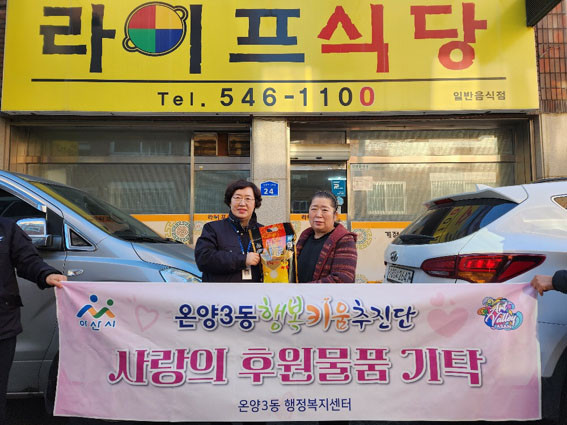 라이프식당
Tel. 546-1100
일반음식점
24
아산시
온양3동 행복키움추진단
Art Valley
사랑의 후원물품 기탁
온양3동 행정복지센터